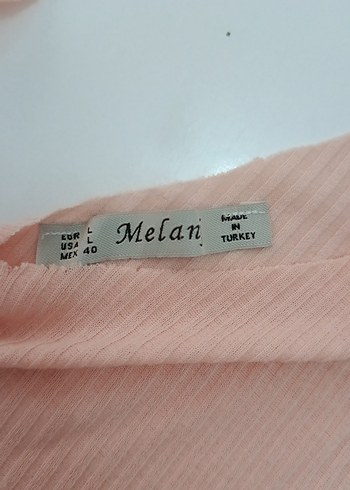 EUR L
USA L
MEX 40
Melan
MADE
IN
TURKEY